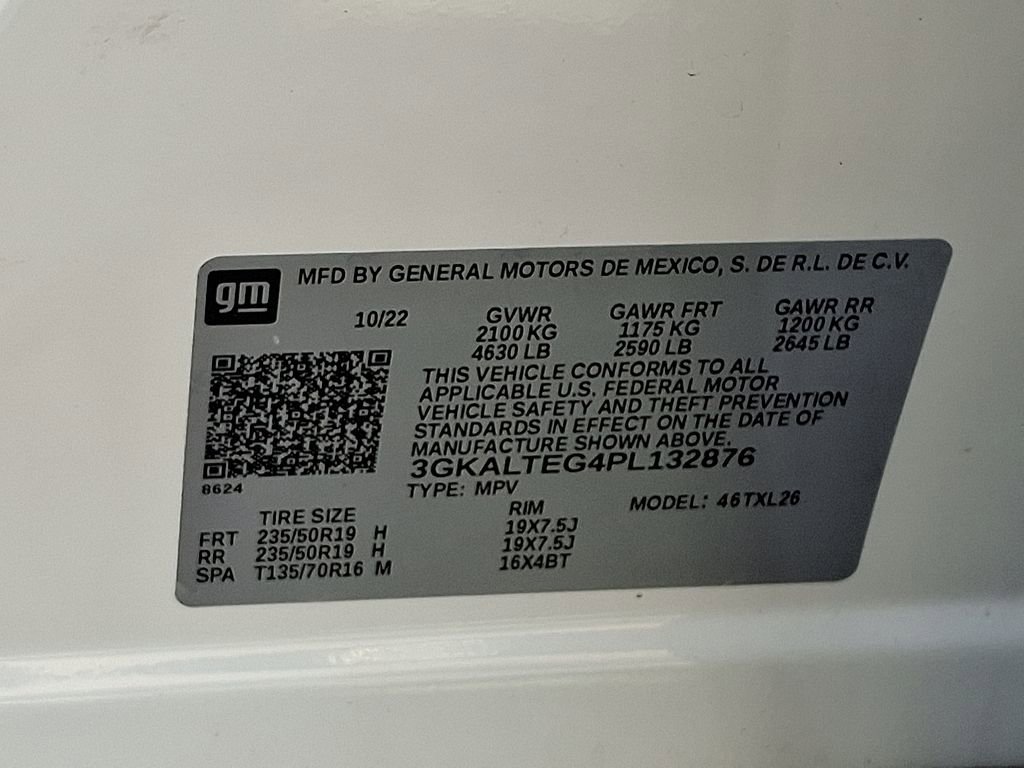 gm MFD BY GENERAL MOTORS DE MEXICO, S. DE R.L. DE C.V.
10/22 GVWR GAWR FRT GAWR RR
2100 KG 1175 KG 1200 KG
4630 LB 2590 LB 2645 LB
THIS VEHICLE CONFORMS TO ALL
APPLICABLE U.S. FEDERAL MOTOR
VEHICLE SAFETY AND THEFT PREVENTION
STANDARDS IN EFFECT ON THE DATE OF
MANUFACTURE SHOWN ABOVE.
3GKALTEG4PL132876
8624
TYPE: MPV MODEL: 46TXL26
TIRE SIZE RIM
FRT 235/50R19 H 19X7.5J
RR 235/50R19 H 19X7.5J
SPA T135/70R16 M 16X4BT